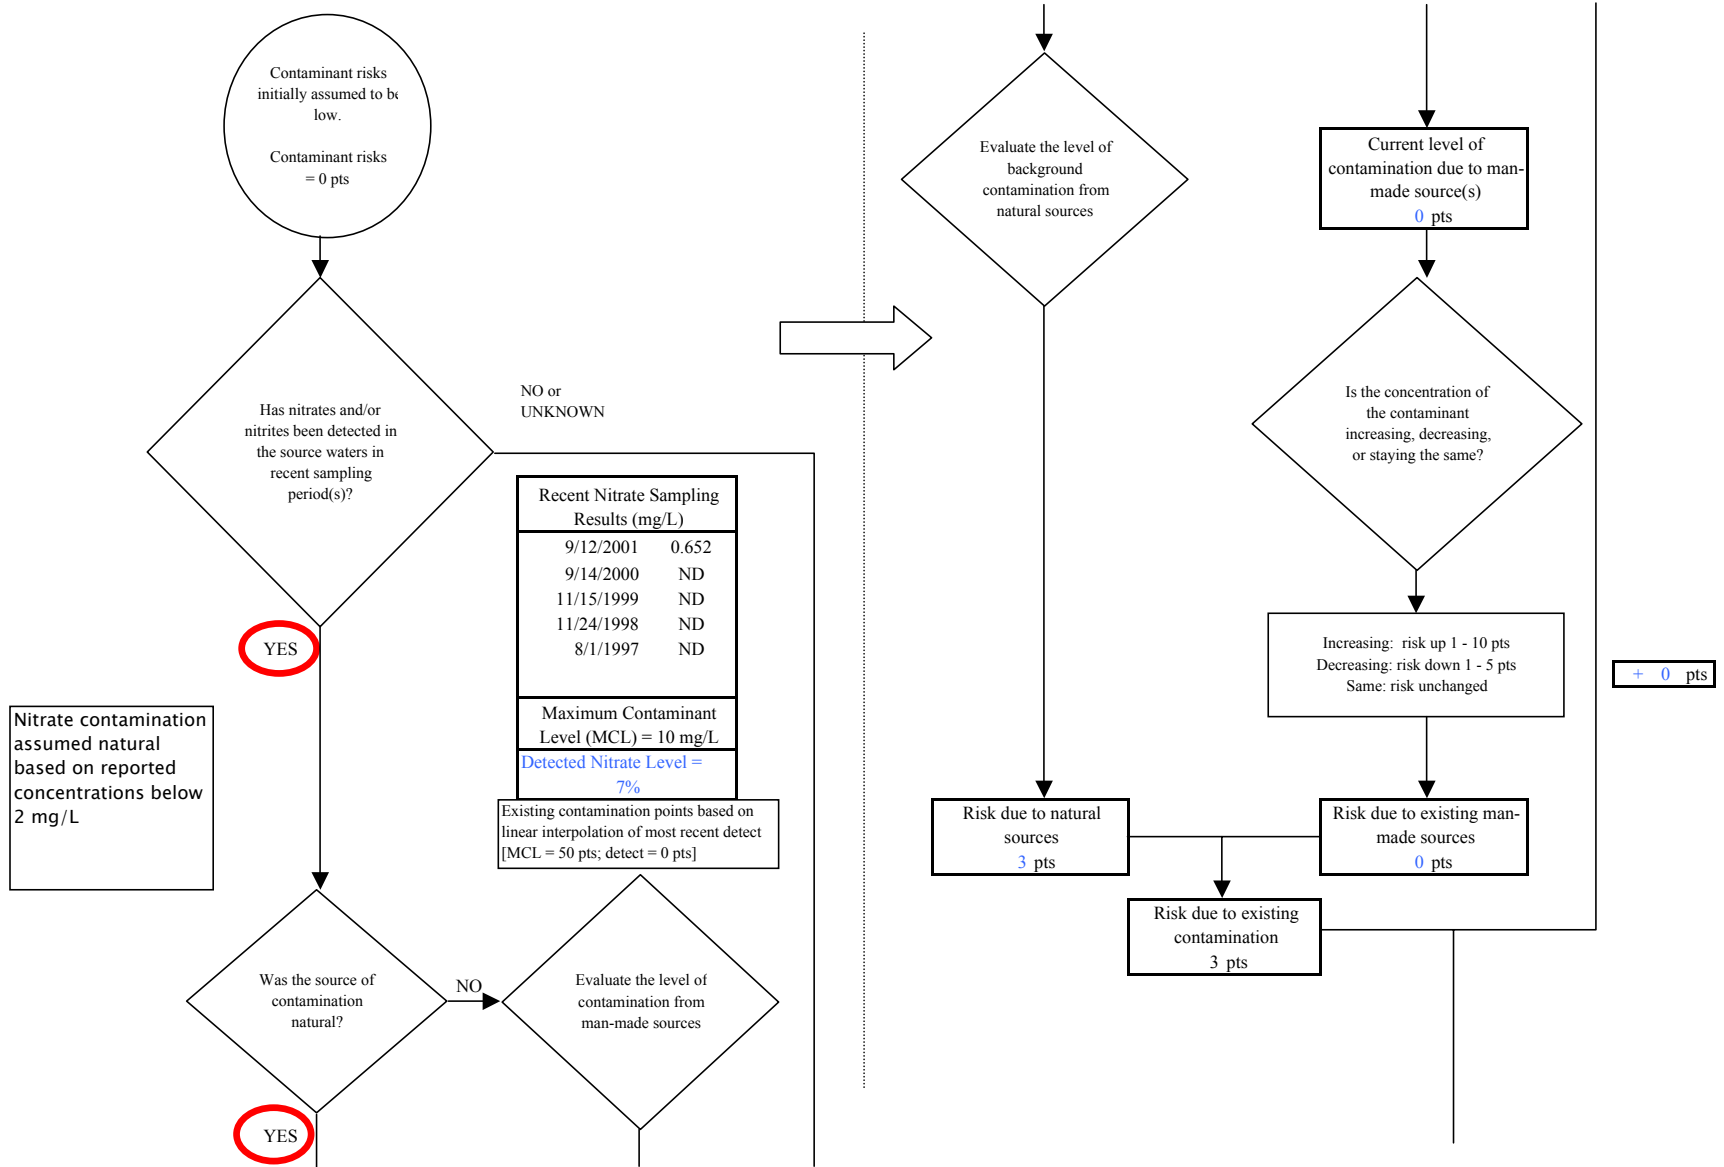 Contaminant risks
initially assumed to be
low.
Contaminant risks
= 0 pts
Has nitrates and/or
nitrites been detected in
the source waters in
recent sampling
period(s)?
NO or
UNKNOWN
YES
Recent Nitrate Sampling
Results (mg/L)
9/12/2001 0.652
9/14/2000 ND
11/15/1999 ND
11/24/1998 ND
8/1/1997 ND
Maximum Contaminant
Level (MCL) = 10 mg/L
Detected Nitrate Level =
7%
Existing contamination points based on
linear interpolation of most recent detect
[MCL = 50 pts; detect = 0 pts]
Nitrate contamination
assumed natural
based on reported
concentrations below
2 mg/L
Was the source of
contamination
natural?
NO
Evaluate the level of
contamination from
man-made sources
YES
Evaluate the level of
background
contamination from
natural sources
Current level of
contamination due to man-
made source(s)
0 pts
Is the concentration of
the contaminant
increasing, decreasing,
or staying the same?
Increasing: risk up 1 - 10 pts
Decreasing: risk down 1 - 5 pts
Same: risk unchanged
+ 0 pts
Risk due to natural
sources
3 pts
Risk due to existing man-
made sources
0 pts
Risk due to existing
contamination
3 pts